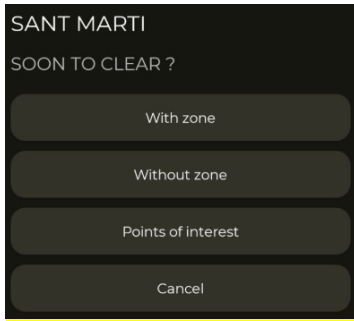 SANT MARTI
SOON TO CLEAR ?
With zone
Without zone
Points of interest
Cancel